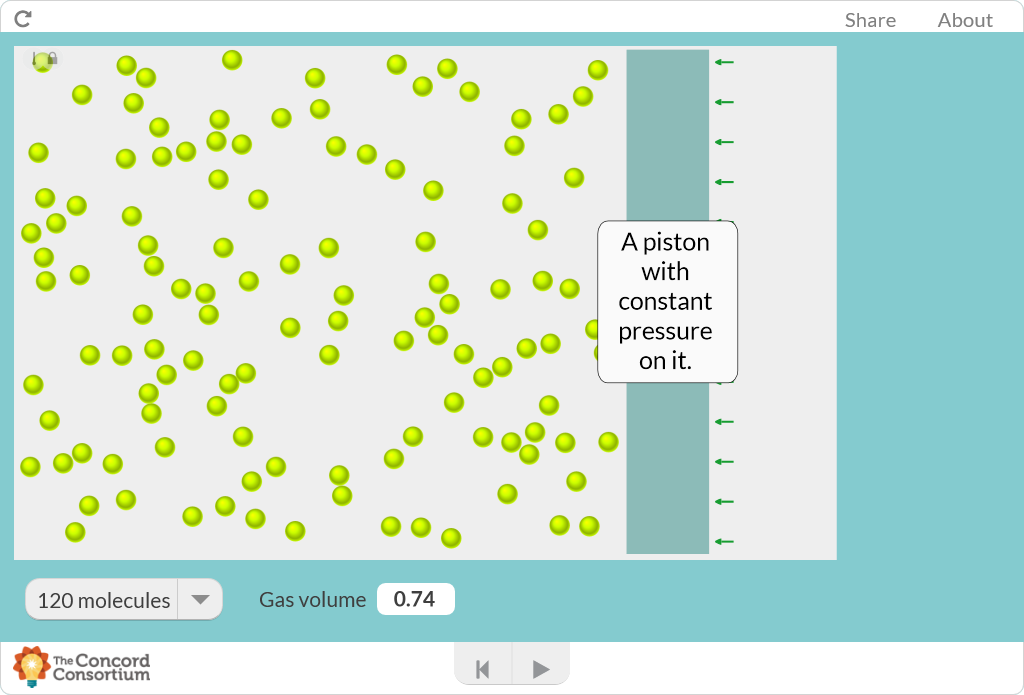 Share About
A piston
with
constant
pressure
on it.
120 molecules
Gas volume 0.74
The Concord
Consortium